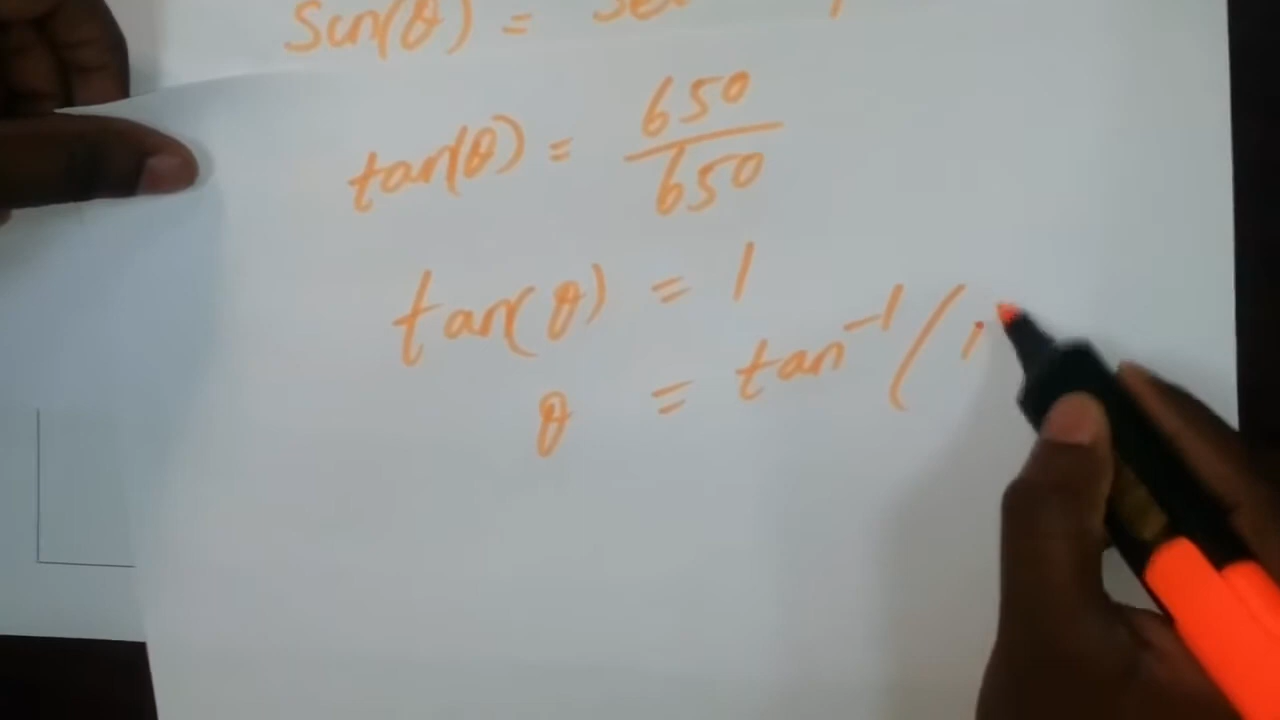 Sin(θ) =
tan(θ) = 650/650
tan(θ) = 1
θ = tan⁻¹(1